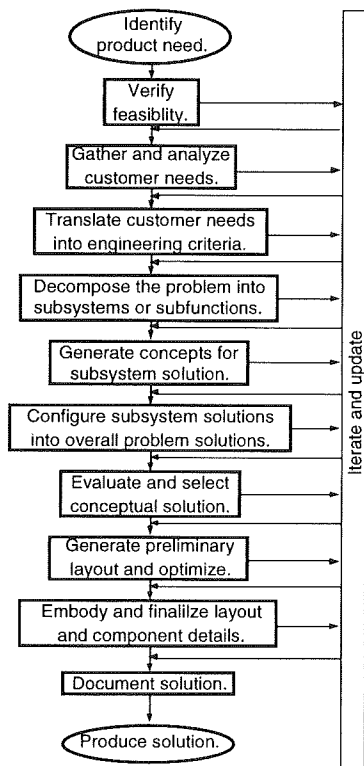 Identify
product need.
Verify
feasiblity.
Gather and analyze
customer needs.
Translate customer needs
into engineering criteria.
Decompose the problem into
subsystems or subfunctions.
Generate concepts for
subsystem solution.
Configure subsystem solutions
into overall problem solutions.
Evaluate and select
conceptual solution.
Generate preliminary
layout and optimize.
Embody and finalilze layout
and component details.
Document solution.
Produce solution.
Iterate and update